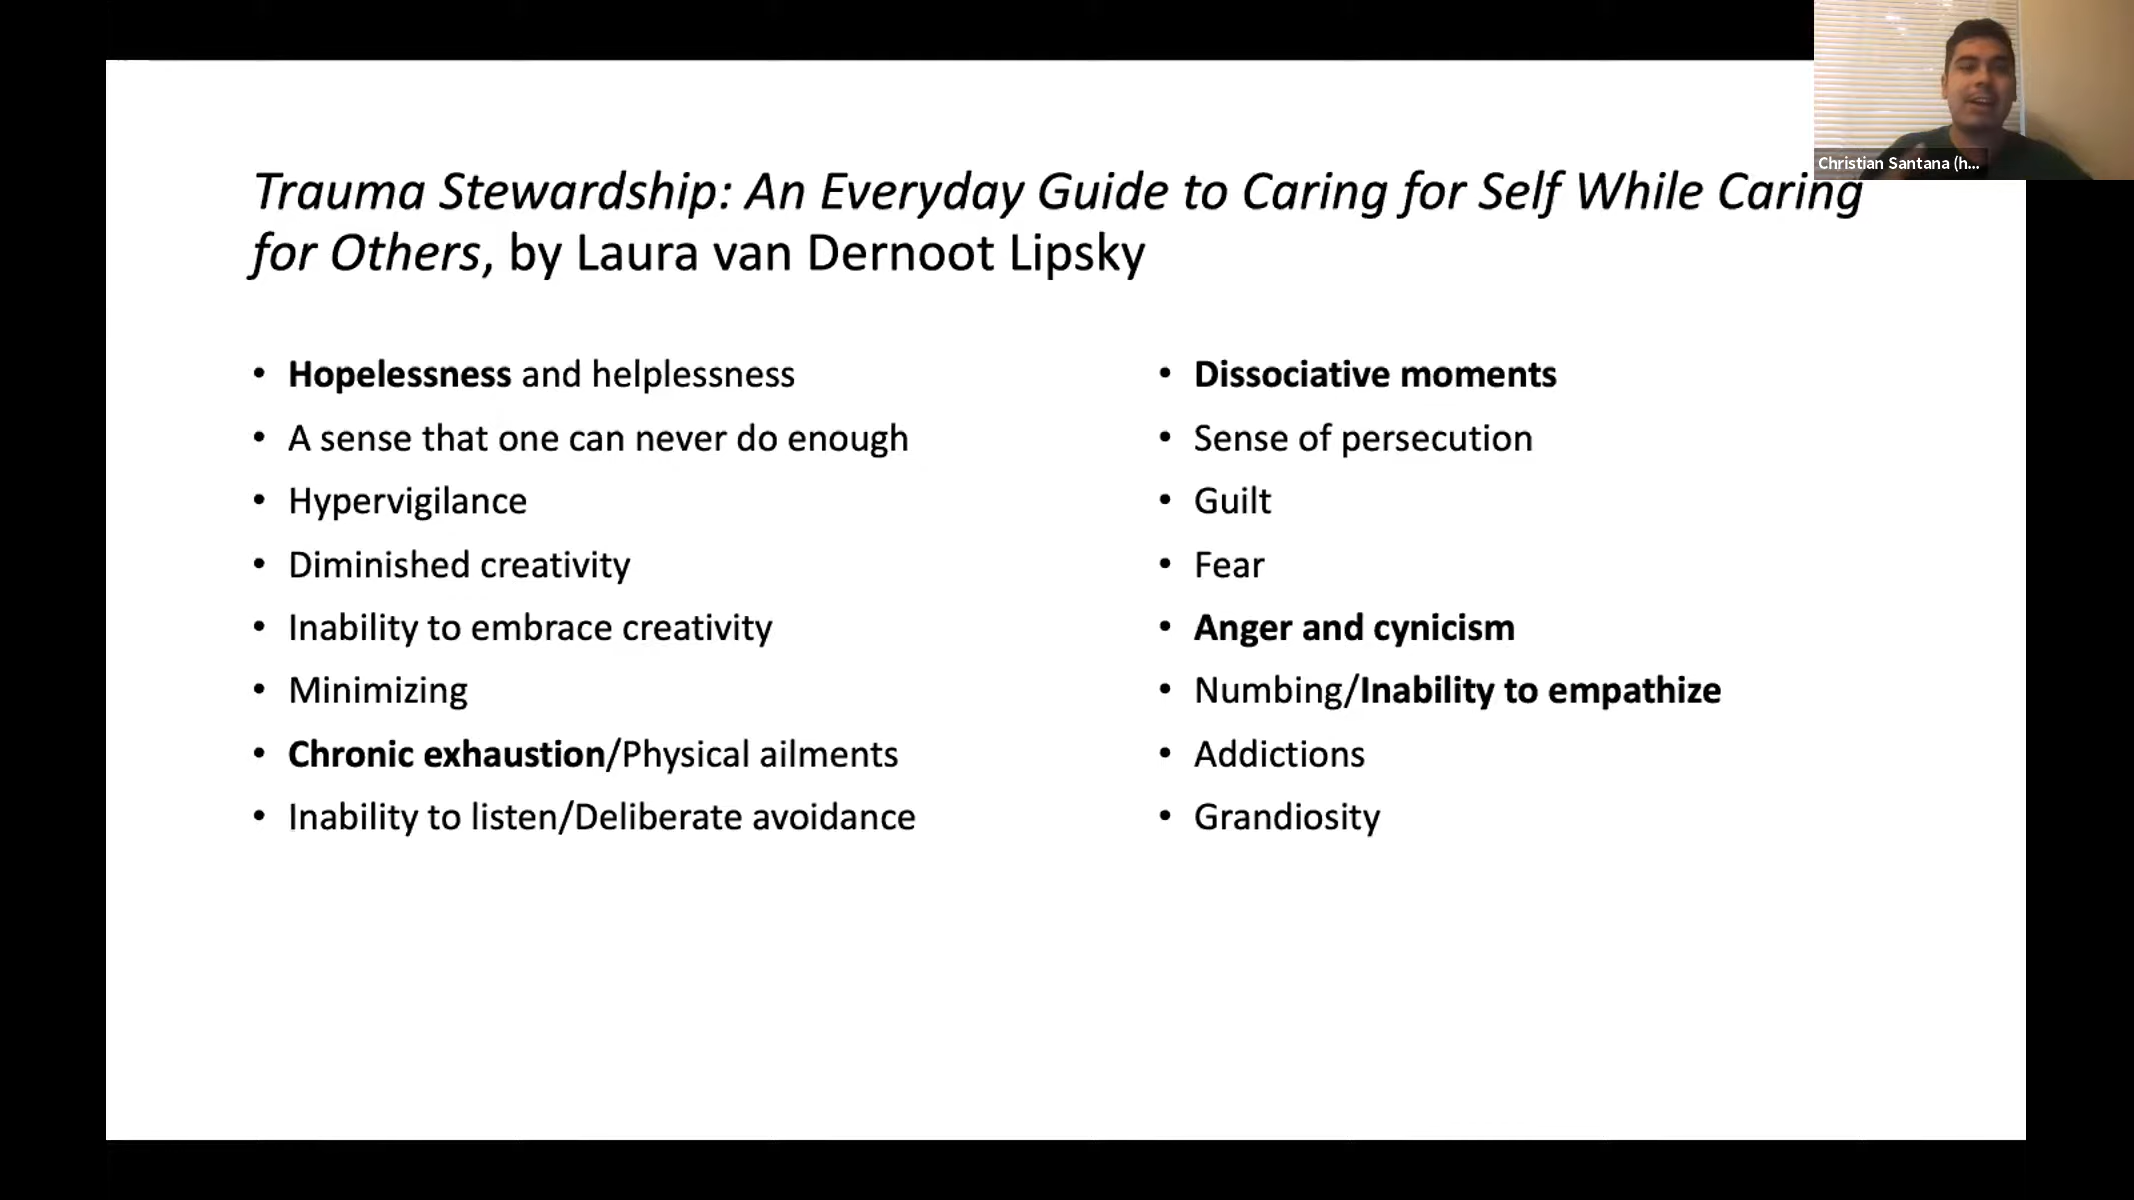 Christian Santana (h...
Trauma Stewardship: An Everyday Guide to Caring for Self While Caring
for Others, by Laura van Dernoot Lipsky
• Hopelessness and helplessness
• A sense that one can never do enough
• Hypervigilance
• Diminished creativity
• Inability to embrace creativity
• Minimizing
• Chronic exhaustion/Physical ailments
• Inability to listen/Deliberate avoidance
• Dissociative moments
• Sense of persecution
• Guilt
• Fear
• Anger and cynicism
• Numbing/Inability to empathize
• Addictions
• Grandiosity